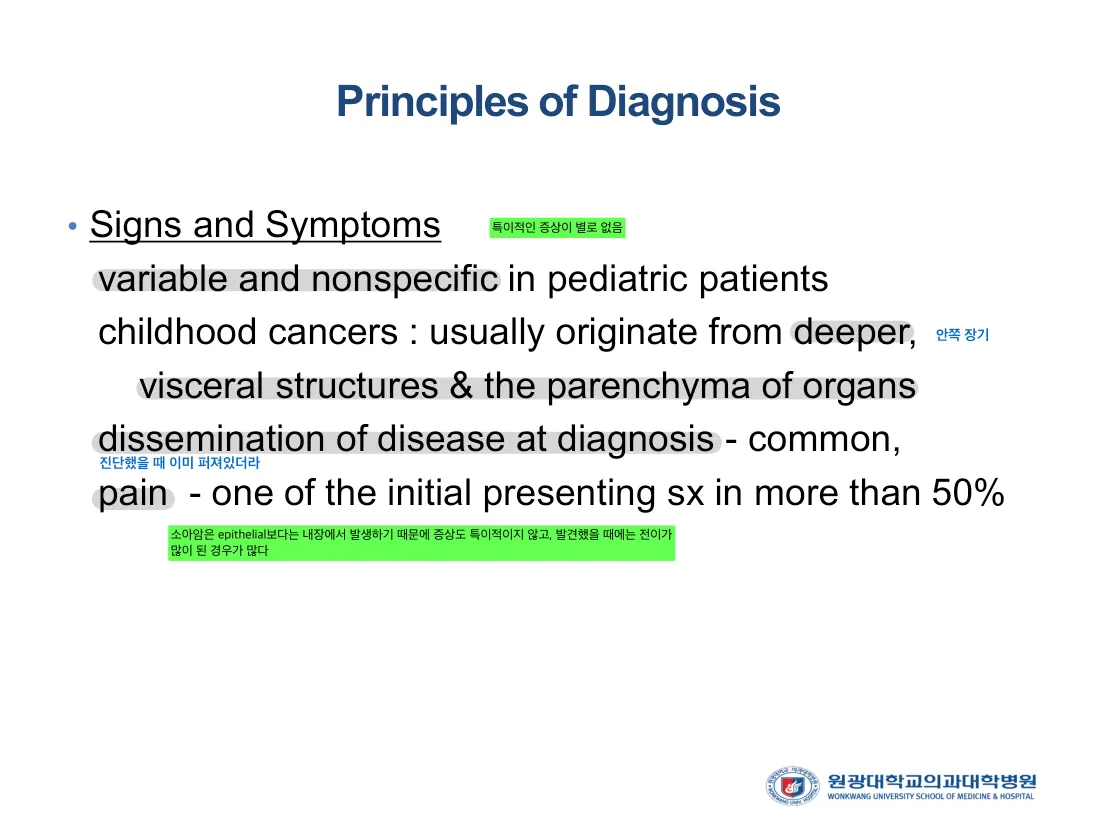 Principles of Diagnosis
• Signs and Symptoms
특이적인 증상이 별로 없음
variable and nonspecific in pediatric patients
childhood cancers : usually originate from deeper,
안쪽 장기
visceral structures & the parenchyma of organs
dissemination of disease at diagnosis - common,
진단했을 때 이미 퍼져있더라
pain - one of the initial presenting sx in more than 50%
소아암은 epithelial보다는 내장에서 발생하기 때문에 증상도 특이적이지 않고, 발견했을 때에는 전이가
많이 된 경우가 많다
원광대학교의과대학병원
WONKWANG UNIVERSITY SCHOOL OF MEDICINE & HOSPITAL